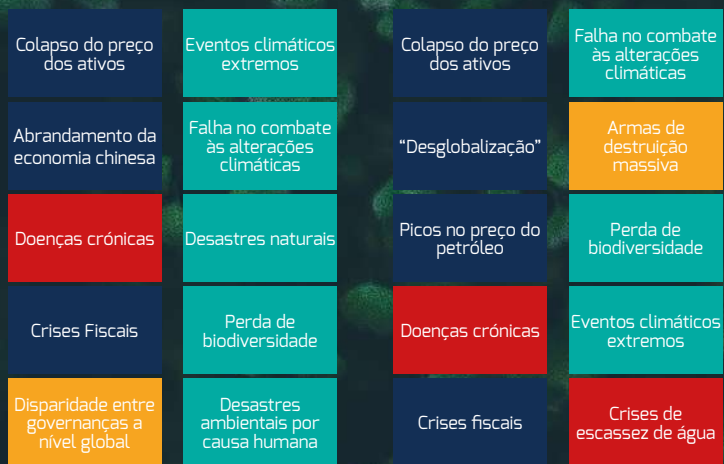 Colapso do preço
dos ativos
Eventos climáticos
extremos
Colapso do preço
dos ativos
Falha no combate
às alterações
climáticas
Abrandamento da
economia chinesa
Falha no combate
às alterações
climáticas
“Desglobalização”
Armas de
destruição
massiva
Doenças crónicas
Desastres naturais
Picos no preço do
petróleo
Perda de
biodiversidade
Crises Fiscais
Perda de
biodiversidade
Doenças crónicas
Eventos climáticos
extremos
Disparidade entre
governanças a
nível global
Desastres
ambientais por
causa humana
Crises fiscais
Crises de
escassez de água